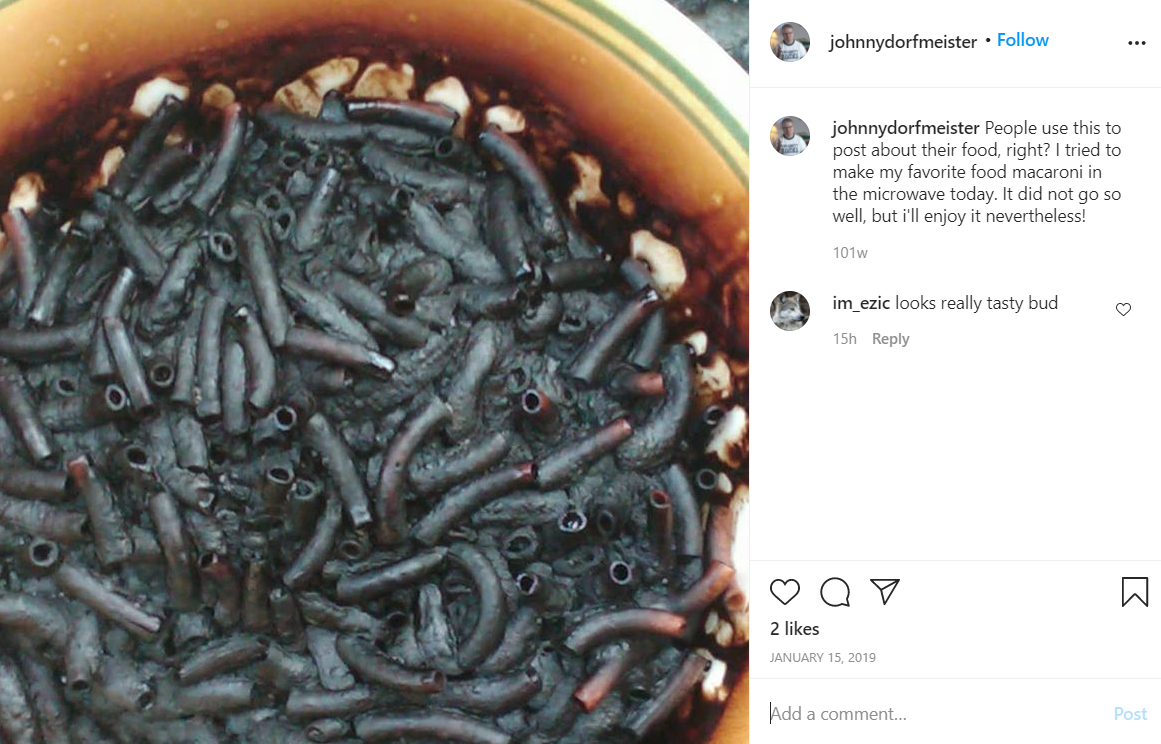 johnnydorfmeister • Follow
johnnydorfmeister People use this to
post about their food, right? I tried to
make my favorite food macaroni in
the microwave today. It did not go so
well, but i'll enjoy it nevertheless!
101w
im_ezic looks really tasty bud
15h Reply
2 likes
JANUARY 15, 2019
Add a comment...
Post